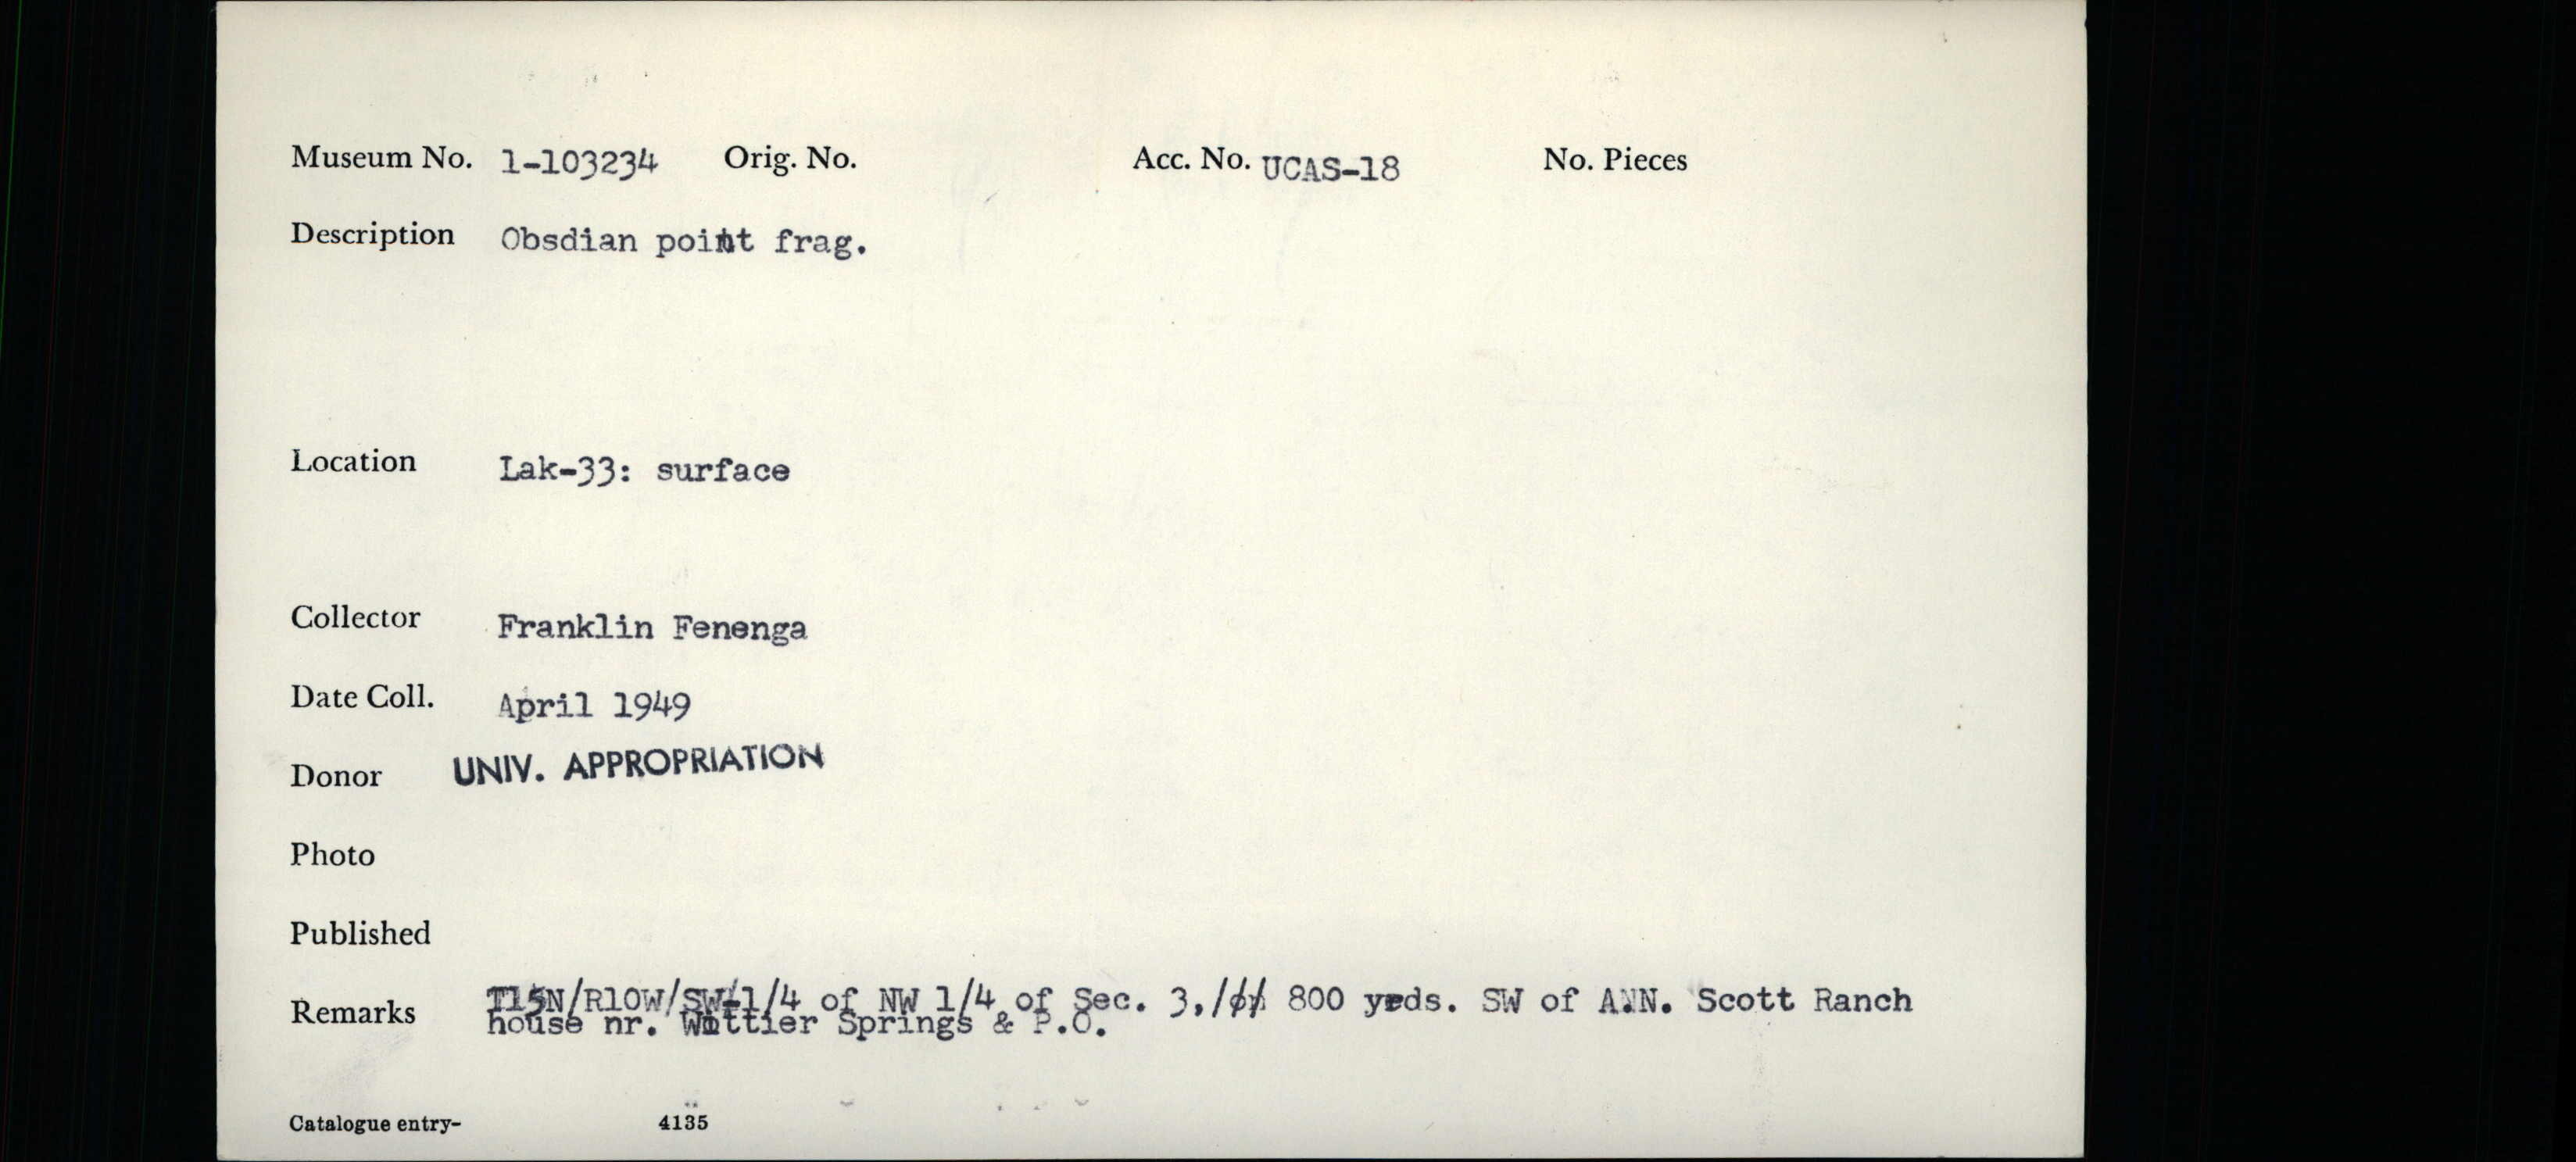 Museum No. 1-103234 Orig. No. Acc. No. UCAS-18 No. Pieces
Description Obsdian point frag.
Location Lak-33: surface
Collector Franklin Fenenga
Date Coll. April 1949
Donor UNIV. APPROPRIATION
Photo
Published
Remarks T15N/R10W/SW 1/4 of NW 1/4 of Sec. 3, 800 yrds. SW of A.N. Scott Ranch
house nr. Wittier Springs & P.O.
Catalogue entry- 4135